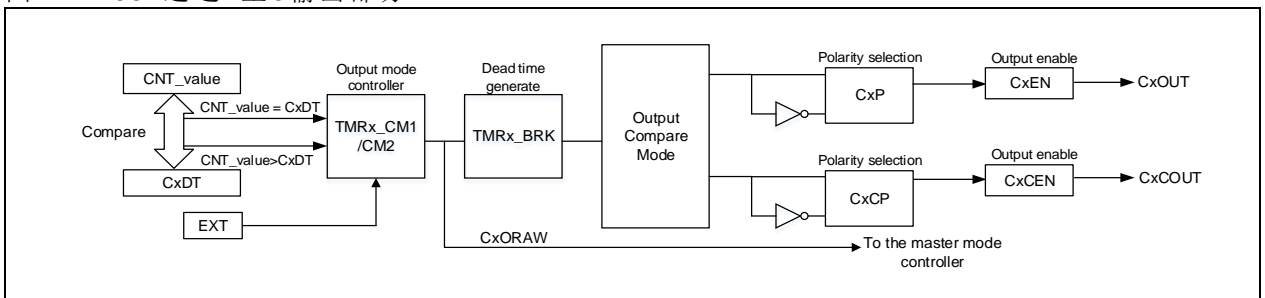 CNT_value
Compare
CxDT
EXT
CNT_value = CxDT
CNT_value>CxDT
Output mode
controller
TMRx_CM1
/CM2
Dead time
generate
TMRx_BRK
Output
Compare
Mode
Polarity selection
CxP
Output enable
CxEN
CxOUT
Polarity selection
CxCP
Output enable
CxCEN
CxCOUT
CxORAW
To the master mode
controller